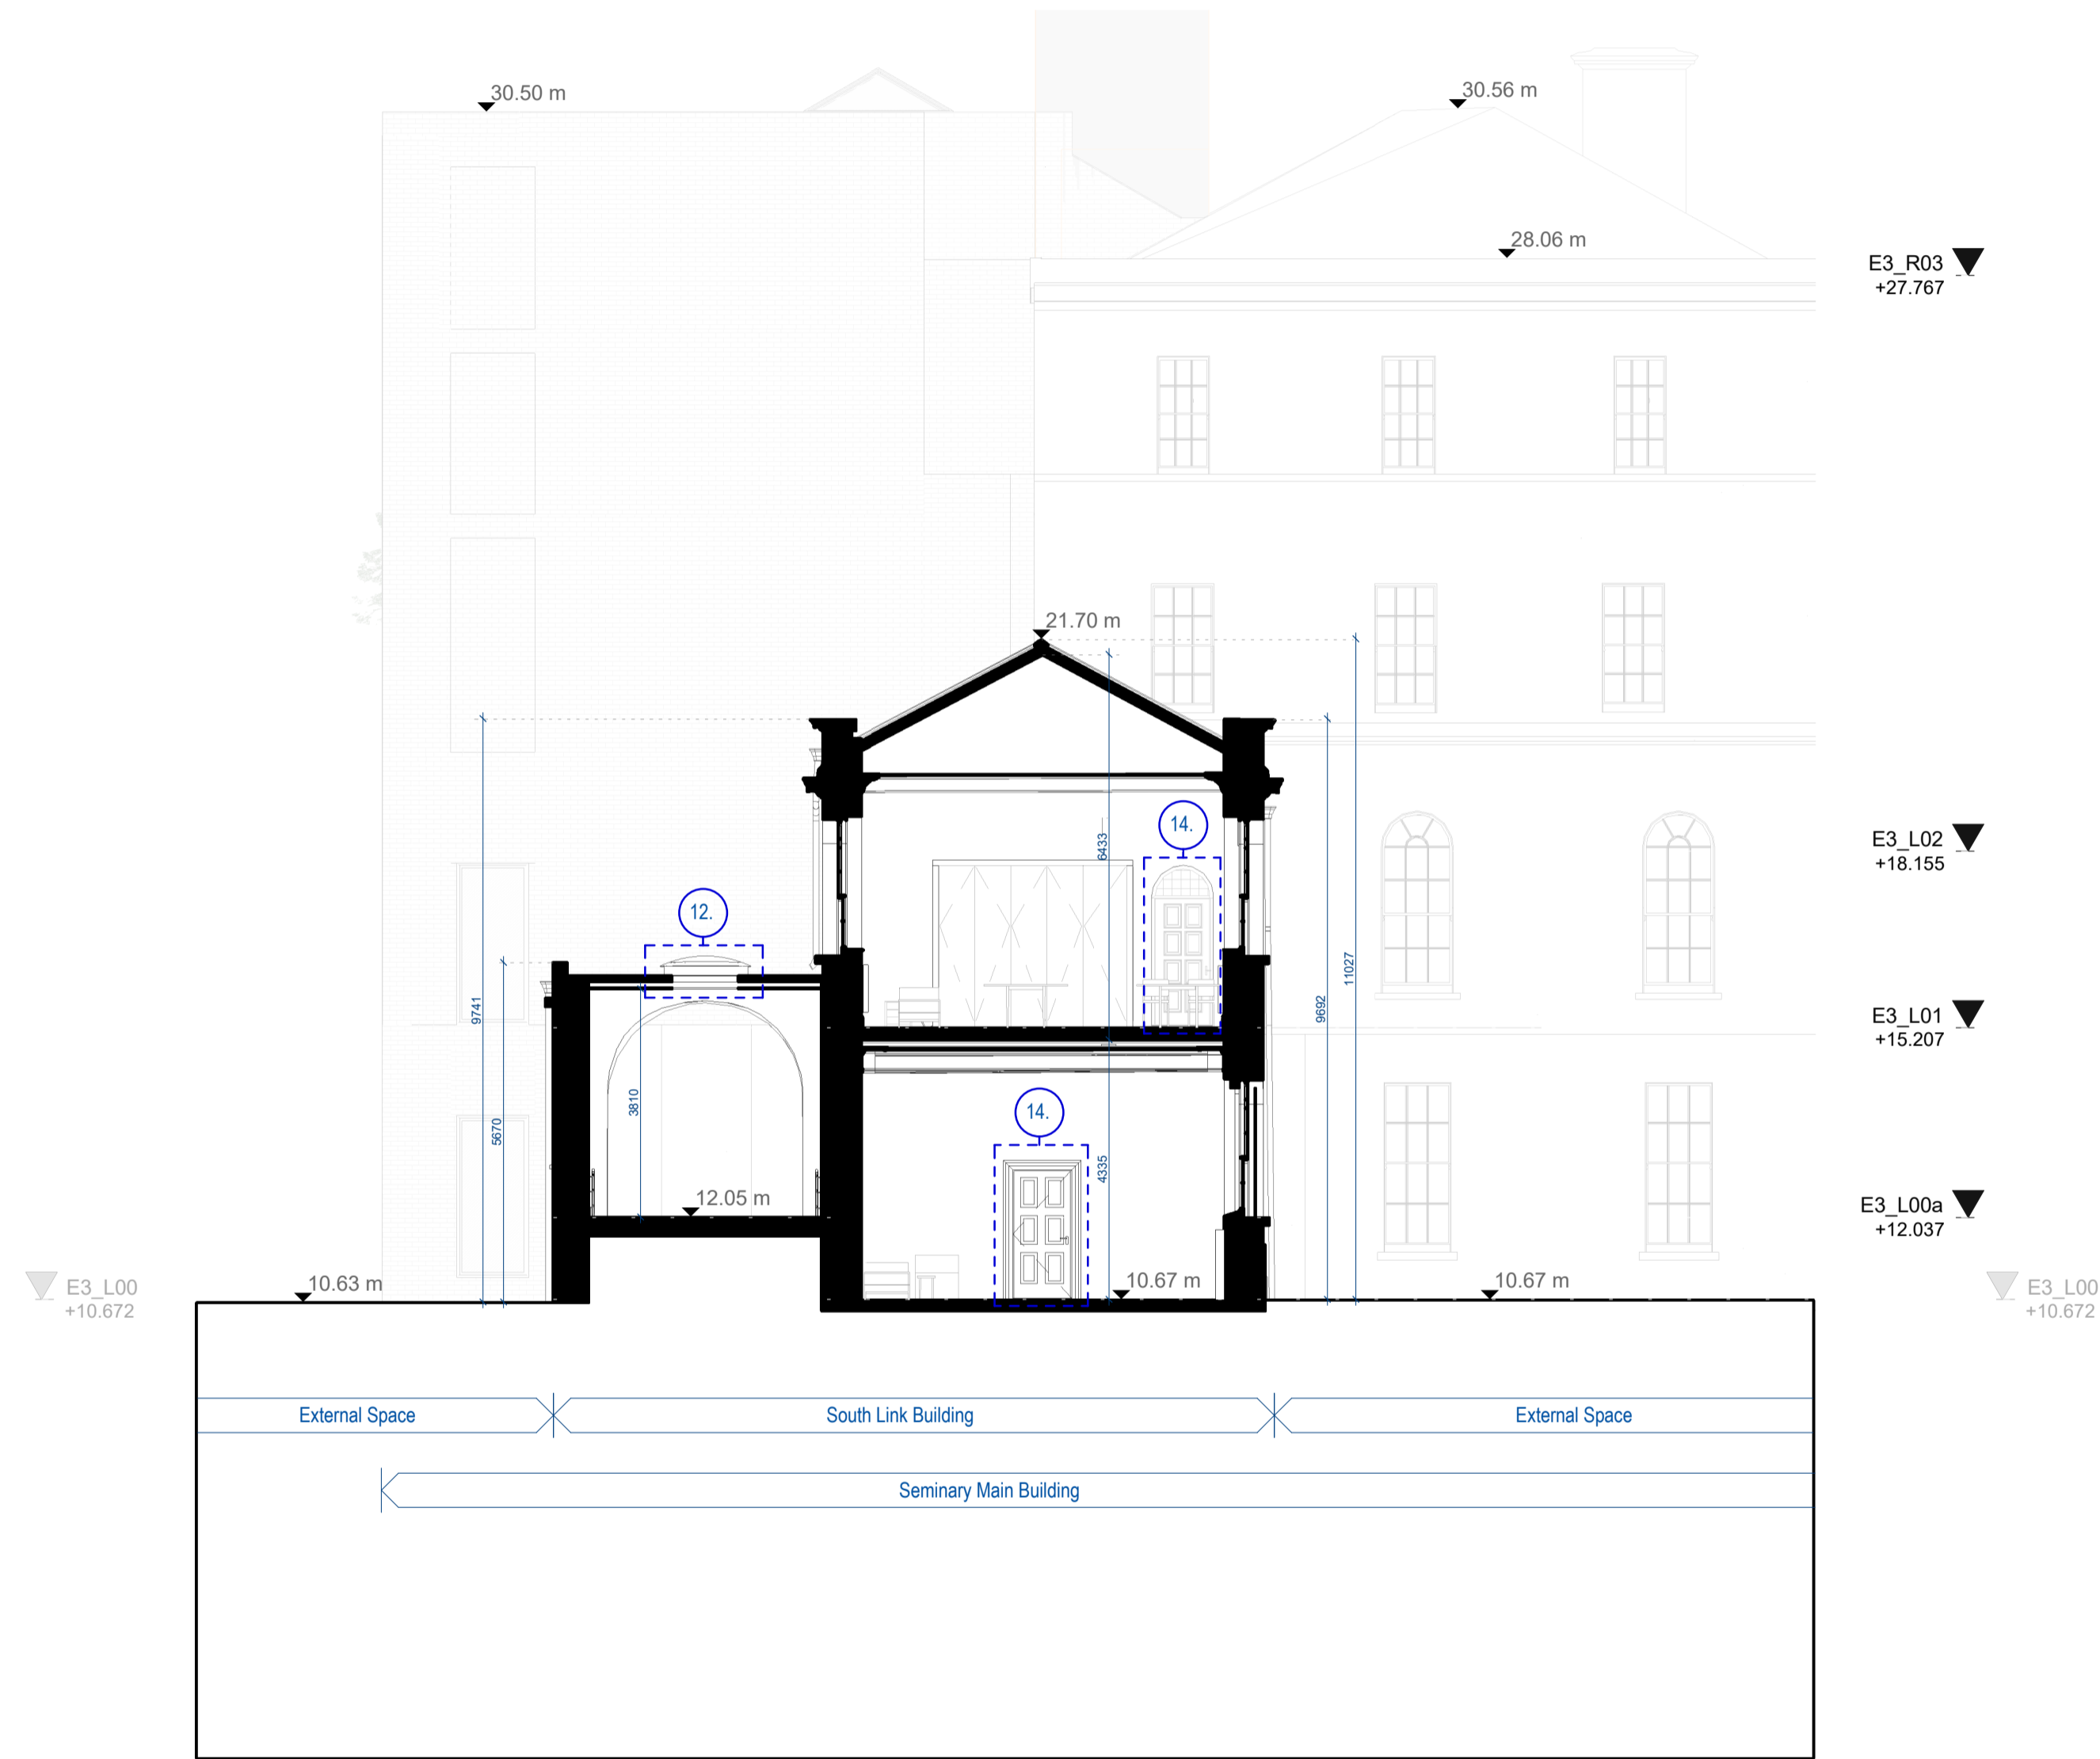 30.50 m
30.56 m
28.06 m
E3_R03
+27.767
21.70 m
14.
6433
E3_L02
+18.155
12.
9741
11027
9692
E3_L01
+15.207
3810
14.
5670
4335
12.05 m
E3_L00a
+12.037
10.63 m
10.67 m
10.67 m
E3_L00
+10.672
E3_L00
+10.672
External Space
South Link Building
External Space
Seminary Main Building